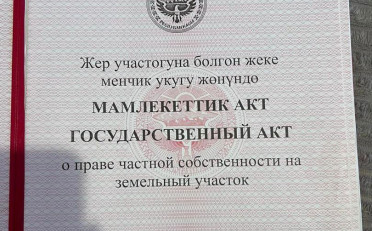 Жер участогуна болгон жеке
менчик укугу жөнүндө
МАМЛЕКЕТТИК АКТ
ГОСУДАРСТВЕННЫЙ АКТ
о праве частной собственности на
земельный участок